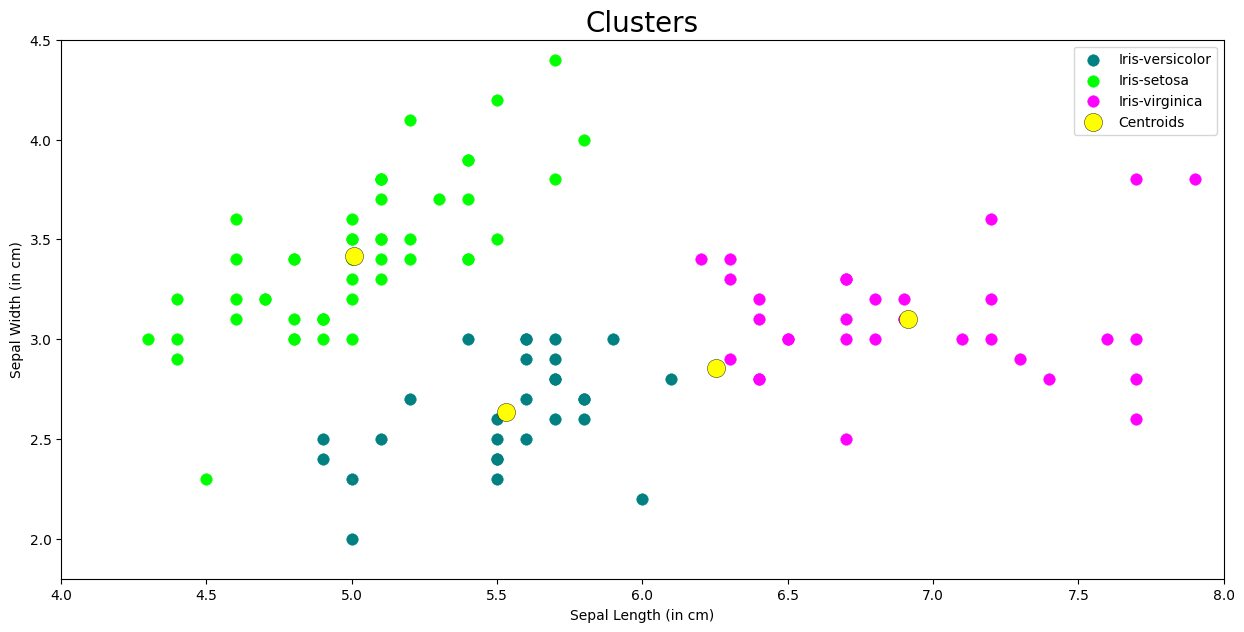 Clusters
4.5
4.0
3.5
3.0
2.5
2.0
Sepal Width (in cm)
Iris-versicolor
Iris-setosa
Iris-virginica
Centroids
4.0 4.5 5.0 5.5 6.0 6.5 7.0 7.5 8.0
Sepal Length (in cm)